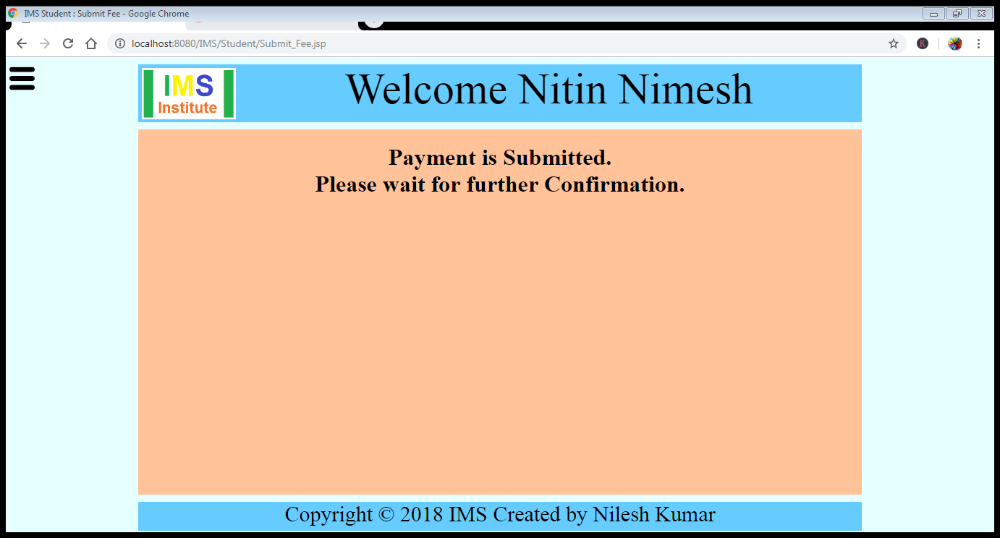 IMS Student : Submit Fee - Google Chrome
localhost:8080/IMS/Student/Submit_Fee.jsp
K
IMS
Institute
Welcome Nitin Nimesh
Payment is Submitted.
Please wait for further Confirmation.
Copyright © 2018 IMS Created by Nilesh Kumar